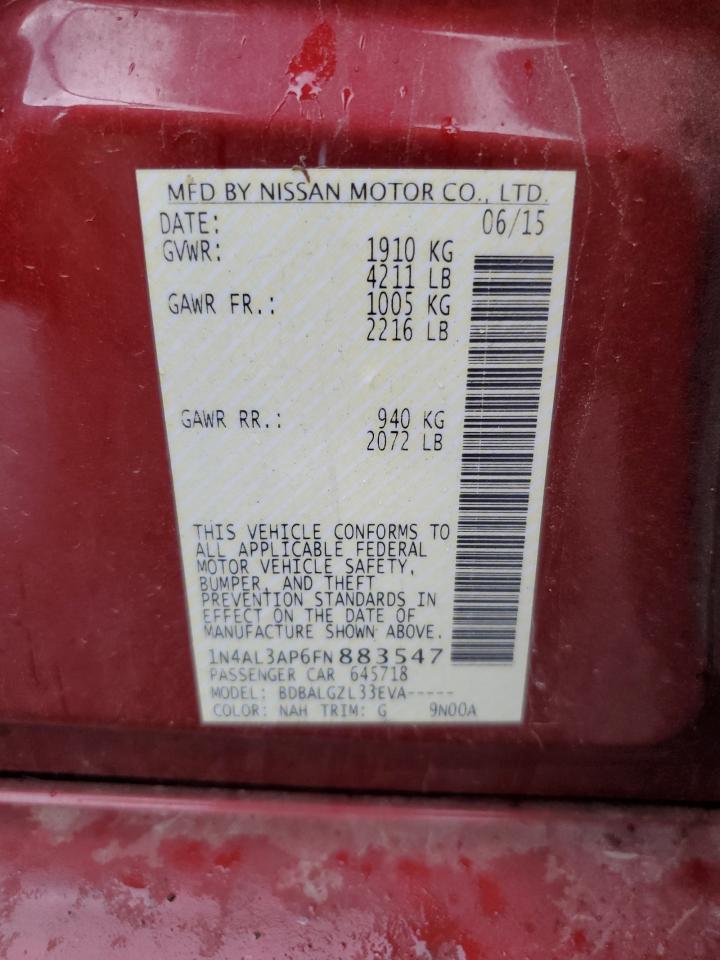 MFD BY NISSAN MOTOR CO., LTD.
DATE: 06/15
GVWR: 1910 KG
4211 LB
GAWR FR.: 1005 KG
2216 LB
GAWR RR.: 940 KG
2072 LB
THIS VEHICLE CONFORMS TO
ALL APPLICABLE FEDERAL
MOTOR VEHICLE SAFETY,
BUMPER, AND THEFT
PREVENTION STANDARDS IN
EFFECT ON THE DATE OF
MANUFACTURE SHOWN ABOVE.
1N4AL3AP6FN883547
PASSENGER CAR 645718
MODEL: BDBALGZL33EVA-----
COLOR: NAH TRIM: G 9N00A